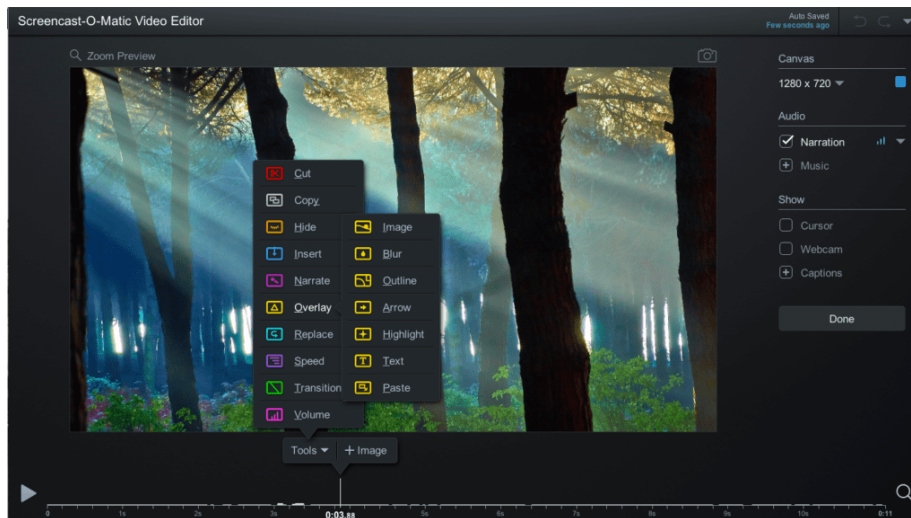 Screencast-O-Matic Video Editor
Auto Saved
Few seconds ago
Zoom Preview
Canvas
1280 x 720
Audio
Narration
Music
Show
Cursor
Webcam
Captions
Done
Cut
Copy
Hide
Insert
Narrate
Overlay
Replace
Speed
Transition
Volume
Image
Blur
Outline
Arrow
Highlight
Text
Paste
Tools + Image
0 1s 2s 3s 0:03.88 5s 6s 7s 8s 9s 10s 0:11